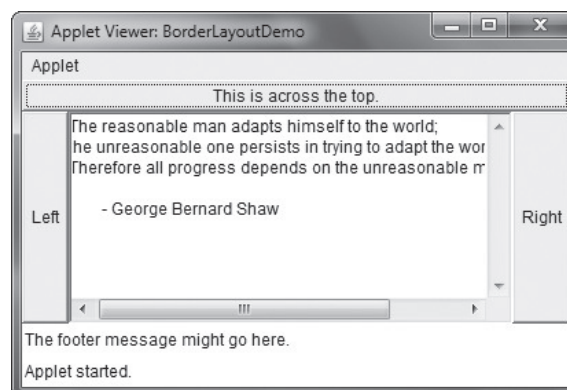 Applet Viewer: BorderLayoutDemo
Applet
This is across the top.
Left
The reasonable man adapts himself to the world;
he unreasonable one persists in trying to adapt the wor
Therefore all progress depends on the unreasonable m
- George Bernard Shaw
Right
The footer message might go here.
Applet started.